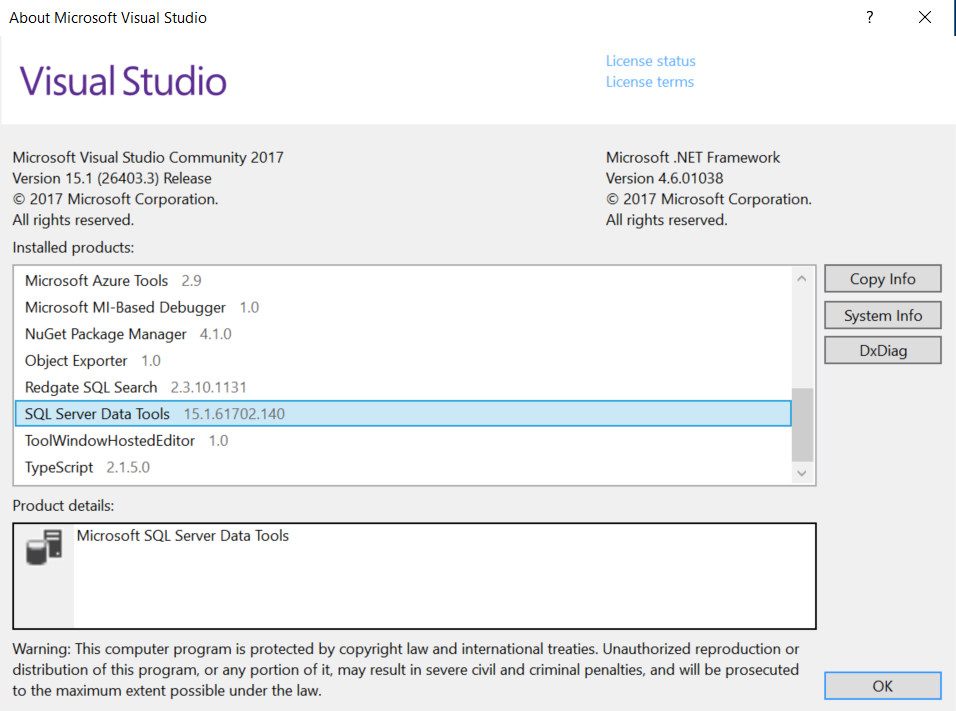 About Microsoft Visual Studio
?
Visual Studio
License status
License terms
Microsoft Visual Studio Community 2017
Version 15.1 (26403.3) Release
© 2017 Microsoft Corporation.
All rights reserved.
Microsoft .NET Framework
Version 4.6.01038
© 2017 Microsoft Corporation.
All rights reserved.
Installed products:
Microsoft Azure Tools 2.9
Microsoft MI-Based Debugger 1.0
NuGet Package Manager 4.1.0
Object Exporter 1.0
Redgate SQL Search 2.3.10.1131
SQL Server Data Tools 15.1.61702.140
ToolWindowHostedEditor 1.0
TypeScript 2.1.5.0
Copy Info
System Info
DxDiag
Product details:
Microsoft SQL Server Data Tools
Warning: This computer program is protected by copyright law and international treaties. Unauthorized reproduction or
distribution of this program, or any portion of it, may result in severe civil and criminal penalties, and will be prosecuted
to the maximum extent possible under the law.
OK